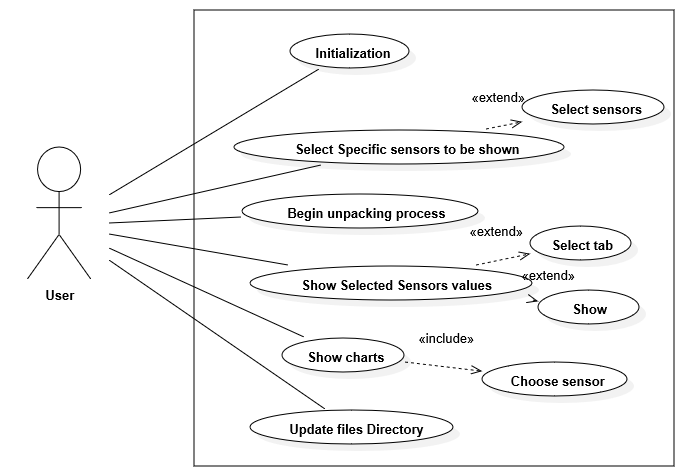 Initialization
«extend»
Select sensors
Select Specific sensors to be shown
Begin unpacking process
«extend»
Select tab
Show Selected Sensors values
«extend»
Show
User
«include»
Show charts
Choose sensor
Update files Directory